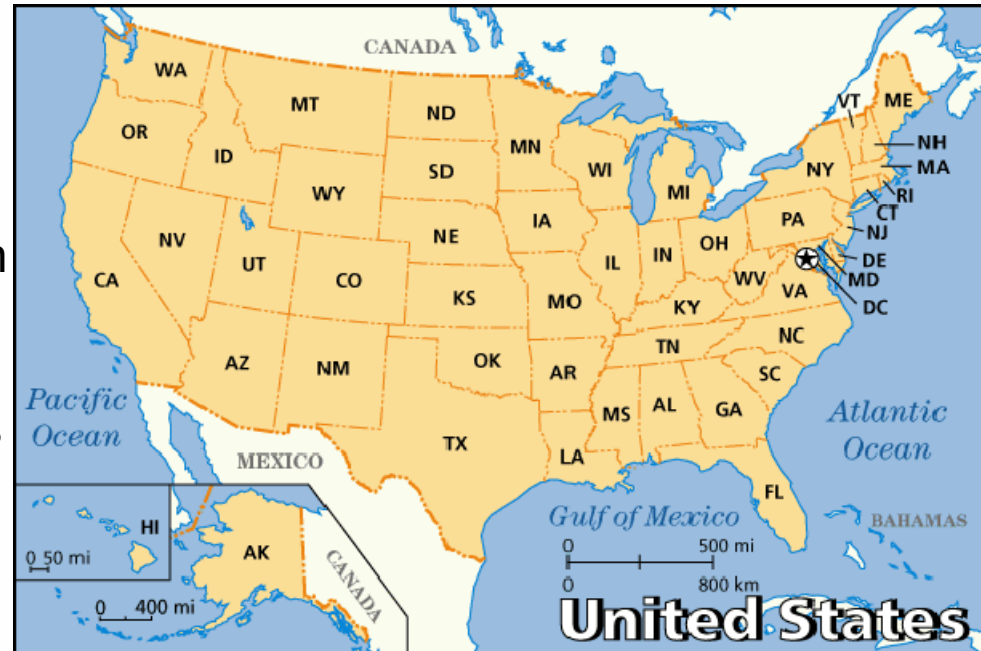 CANADA
WA
MT
ND
MN
VT
ME
OR
ID
SD
WI
MI
NY
NH
MA
RI
CT
WY
IA
PA
NJ
NV
NE
IL
IN
OH
DE
MD
DC
UT
CA
CO
KS
MO
WV
VA
KY
AZ
NM
OK
AR
TN
NC
SC
MS
AL
GA
TX
LA
FL
Pacific
Ocean
Atlantic
Ocean
MEXICO
Gulf of Mexico
BAHAMAS
HI
0 50 mi
AK
CANADA
0 400 mi
0 500 mi
0 800 km
United States
n